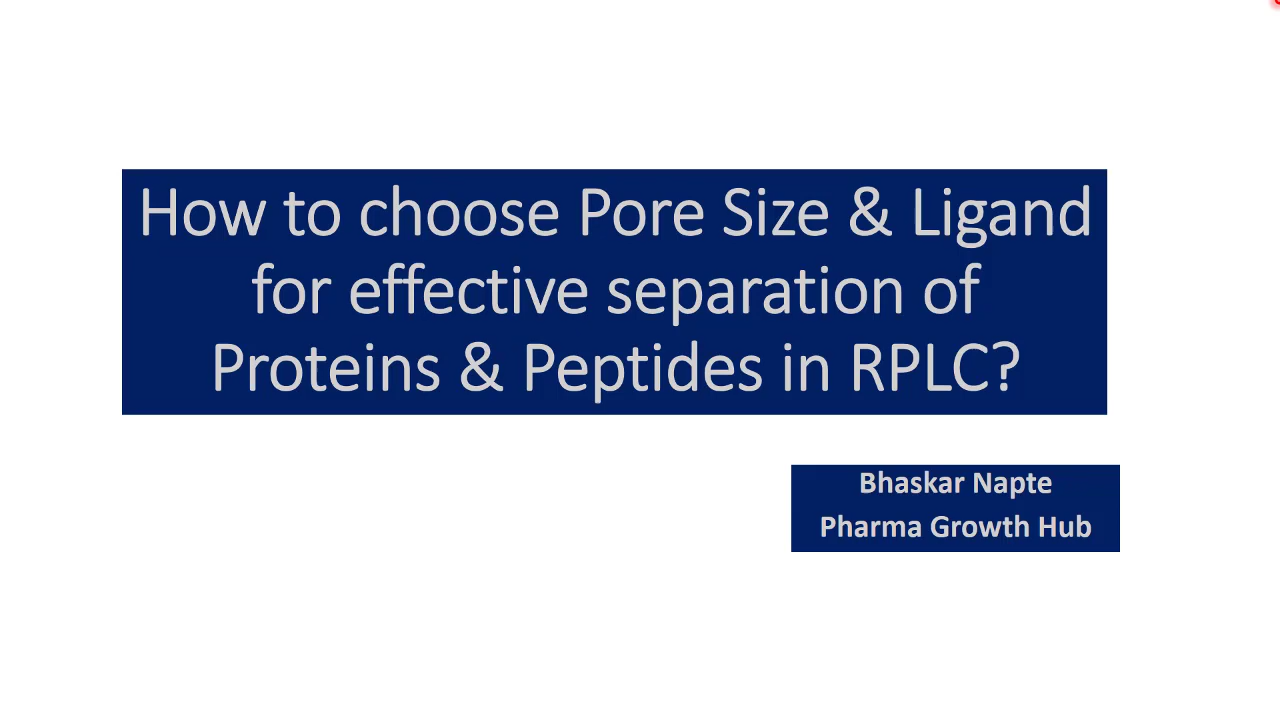 How to choose Pore Size & Ligand
for effective separation of
Proteins & Peptides in RPLC?
Bhaskar Napte
Pharma Growth Hub